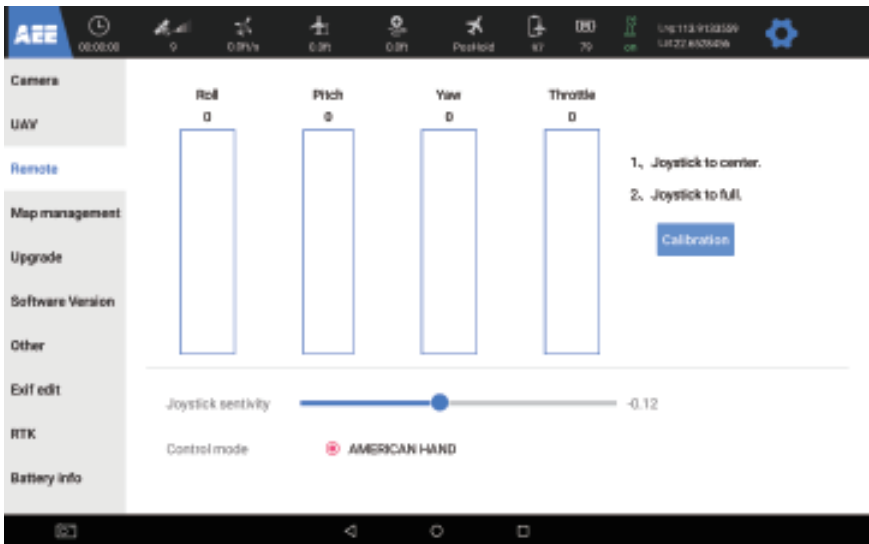 AEE
00:00:00
9
0.0ft/s
0.0ft
0.0ft
PosHold
79
on
Camera
UAV
Remote
Map management
Upgrade
Software Version
Other
Exif edit
RTK
Battery info
Roll Pitch Yaw Throttle
0 0 0 0
1、Joystick to center.
2、Joystick to full.
Calibration
Joystick sentivity -0.12
Control mode AMERICAN HAND